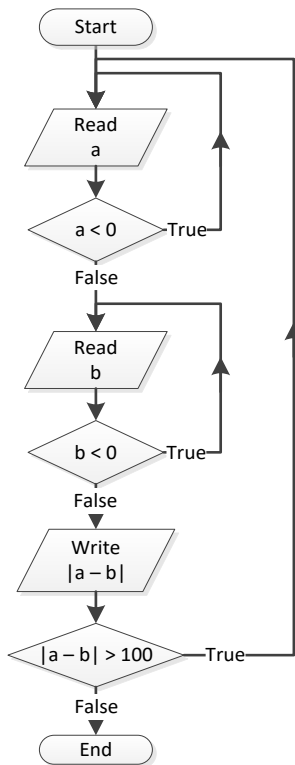 Start
Read
a
a < 0
True
False
Read
b
b < 0
True
False
Write
|a – b|
|a – b| > 100
True
False
End